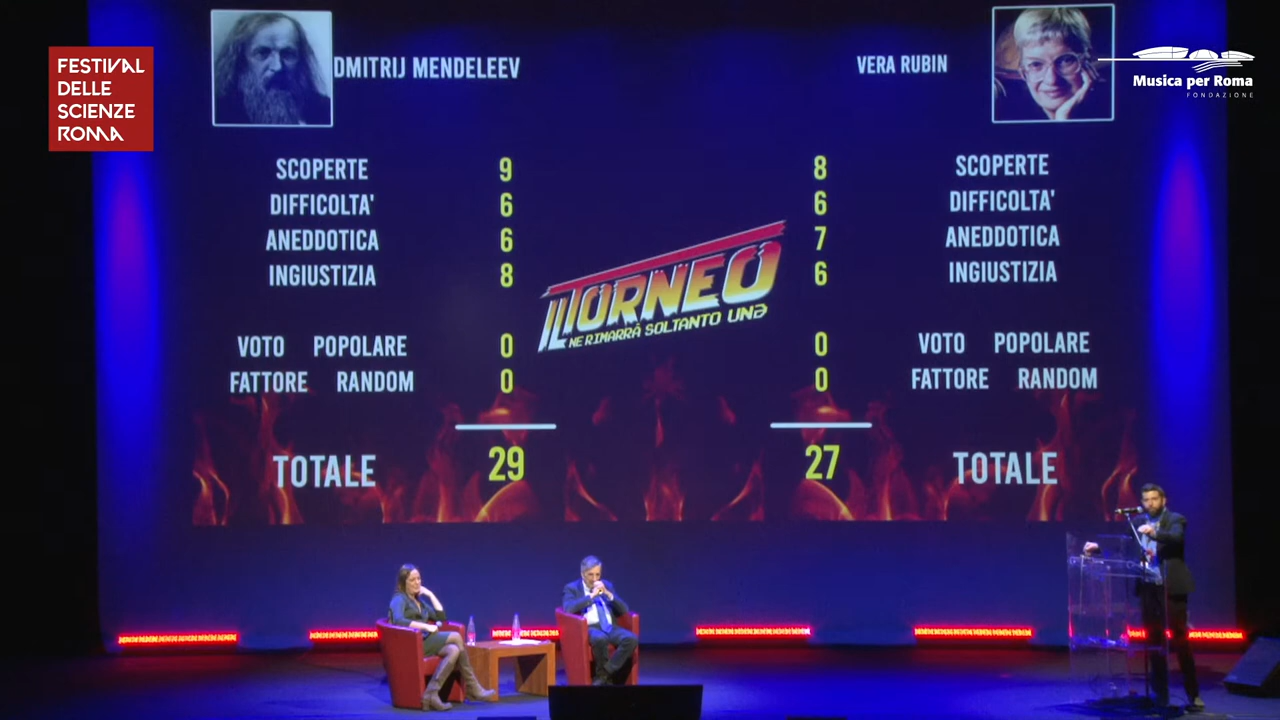 FESTIVAL
DELLE
SCIENZE
ROMA
DMITRIJ MENDELEEV
VERA RUBIN
Musica per Roma
FONDAZIONE
SCOPERTE 9
DIFFICOLTA' 6
ANEDDOTICA 6
INGIUSTIZIA 8
VOTO POPOLARE 0
FATTORE RANDOM 0
TOTALE 29
IL TORNEO
NE RIMARRÀ SOLTANTO UNƏ
8 SCOPERTE
6 DIFFICOLTA'
7 ANEDDOTICA
6 INGIUSTIZIA
0 VOTO POPOLARE
0 FATTORE RANDOM
27 TOTALE